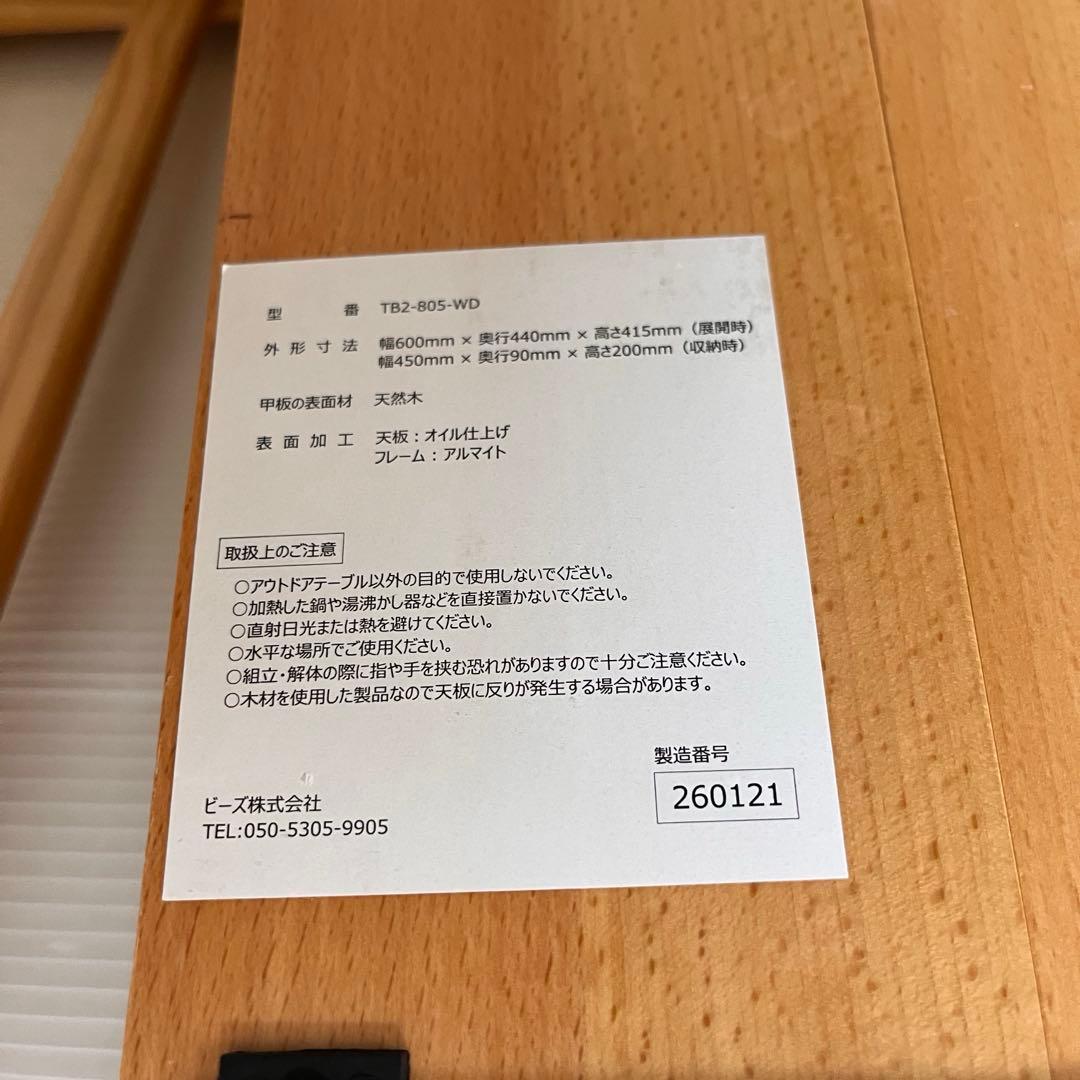 型番 TB2-805-WD
外形寸法 幅600mm × 奥行440mm × 高さ415mm（展開時）
幅450mm × 奥行90mm × 高さ200mm（収納時）
甲板の表面材 天然木
表面加工 天板：オイル仕上げ
フレーム：アルマイト
取扱上のご注意
○アウトドアテーブル以外の目的で使用しないでください。
○加熱した鍋や湯沸かし器などを直接置かないでください。
○直射日光または熱を避けてください。
○水平な場所でご使用ください。
○組立・解体の際に指や手を挟む恐れがありますので十分ご注意ください。
○木材を使用した製品なので天板に反りが発生する場合があります。
製造番号
260121
ビーズ株式会社
TEL:050-5305-9905